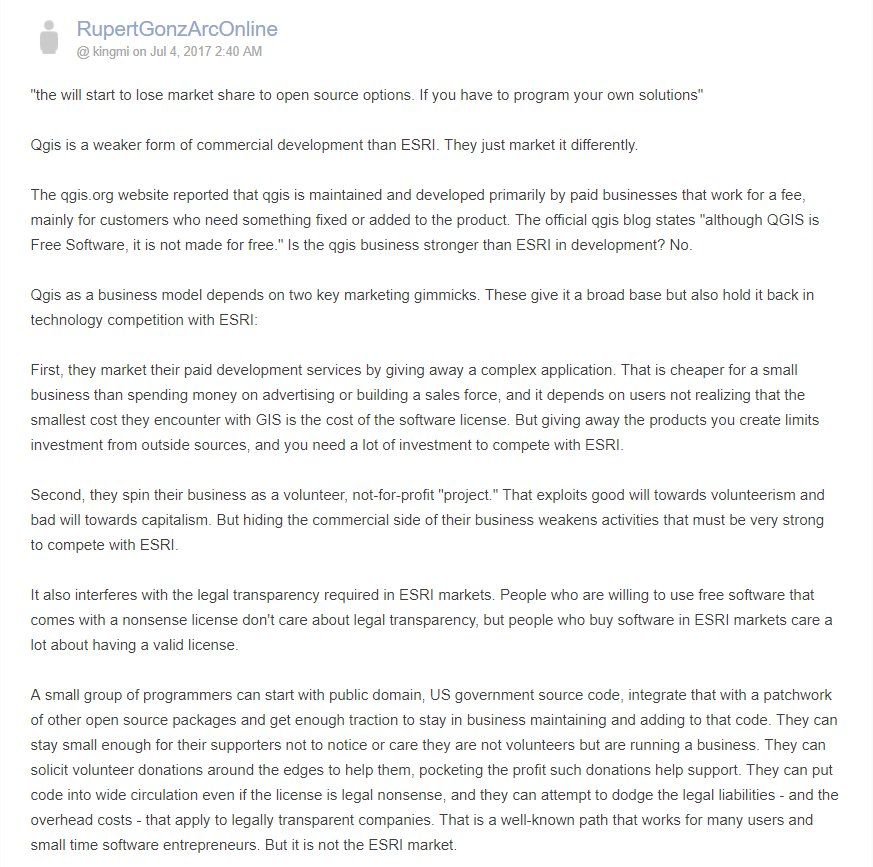 RupertGonzArcOnline
@ kingmi on Jul 4, 2017 2:40 AM
"the will start to lose market share to open source options. If you have to program your own solutions"
Qgis is a weaker form of commercial development than ESRI. They just market it differently.
The qgis.org website reported that qgis is maintained and developed primarily by paid businesses that work for a fee,
mainly for customers who need something fixed or added to the product. The official qgis blog states "although QGIS is
Free Software, it is not made for free." Is the qgis business stronger than ESRI in development? No.
Qgis as a business model depends on two key marketing gimmicks. These give it a broad base but also hold it back in
technology competition with ESRI:
First, they market their paid development services by giving away a complex application. That is cheaper for a small
business than spending money on advertising or building a sales force, and it depends on users not realizing that the
smallest cost they encounter with GIS is the cost of the software license. But giving away the products you create limits
investment from outside sources, and you need a lot of investment to compete with ESRI.
Second, they spin their business as a volunteer, not-for-profit "project." That exploits good will towards volunteerism and
bad will towards capitalism. But hiding the commercial side of their business weakens activities that must be very strong
to compete with ESRI.
It also interferes with the legal transparency required in ESRI markets. People who are willing to use free software that
comes with a nonsense license don't care about legal transparency, but people who buy software in ESRI markets care a
lot about having a valid license.
A small group of programmers can start with public domain, US government source code, integrate that with a patchwork
of other open source packages and get enough traction to stay in business maintaining and adding to that code. They can
stay small enough for their supporters not to notice or care they are not volunteers but are running a business. They can
solicit volunteer donations around the edges to help them, pocketing the profit such donations help support. They can put
code into wide circulation even if the license is legal nonsense, and they can attempt to dodge the legal liabilities - and the
overhead costs - that apply to legally transparent companies. That is a well-known path that works for many users and
small time software entrepreneurs. But it is not the ESRI market.